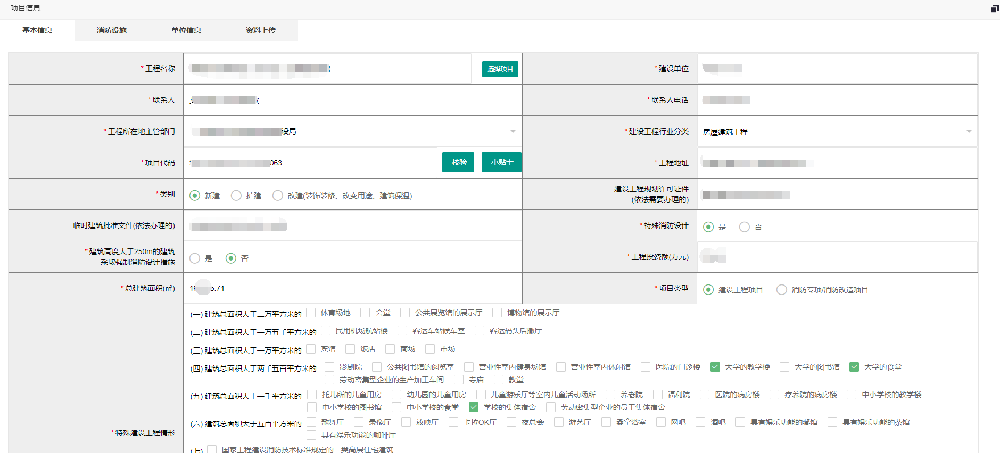 项目信息
基本信息 消防设施 单位信息 资料上传
* 工程名称 选择项目 * 建设单位
* 联系人 * 联系人电话
* 工程所在地主管部门 设局 * 建设工程行业分类 房屋建筑工程
* 项目代码 063 校验 小贴士 * 工程地址
* 类别 新建 扩建 改建(装饰装修、改变用途、建筑保温) 建设工程规划许可证件
(依法需要办理的)
临时建筑批准文件(依法办理的) * 特殊消防设计 是 否
* 建筑高度大于250m的建筑
采取强制消防设计措施 是 否 * 工程投资额(万元)
* 总建筑面积(㎡) 16 5.71 * 项目类型 建设工程项目 消防专项/消防改造项目
(一) 建筑总面积大于二万平方米的 体育场地 会堂 公共展览馆的展示厅 博物馆的展示厅
(二) 建筑总面积大于一万五千平方米的 民用机场航站楼 客运车站候车室 客运码头后撤厅
(三) 建筑总面积大于一万平方米的 宾馆 饭店 商场 市场
(四) 建筑总面积大于两千五百平方米的 影剧院 公共图书馆的阅览室 营业性室内健身场馆 营业性室内休闲馆 医院的门诊楼 大学的教学楼 大学的图书馆 大学的食堂
劳动密集型企业的生产加工车间 寺庙 教堂
(五) 建筑总面积大于一千平方米的 托儿所的儿童用房 幼儿园的儿童用房 儿童游乐厅等室内儿童活动场所 养老院 福利院 医院的病房楼 疗养院的病房楼 中小学校的教学楼
中小学校的图书馆 中小学校的食堂 学校的集体宿舍 劳动密集型企业的员工集体宿舍
(六) 建筑总面积大于五百平方米的 歌舞厅 录像厅 放映厅 卡拉OK厅 夜总会 游艺厅 桑拿浴室 网吧 酒吧 具有娱乐功能的餐馆 具有娱乐功能的茶馆
* 特殊建设工程情形 具有娱乐功能的咖啡厅
(七) 国家工程建设消防技术标准规定的一类高层住宅建筑